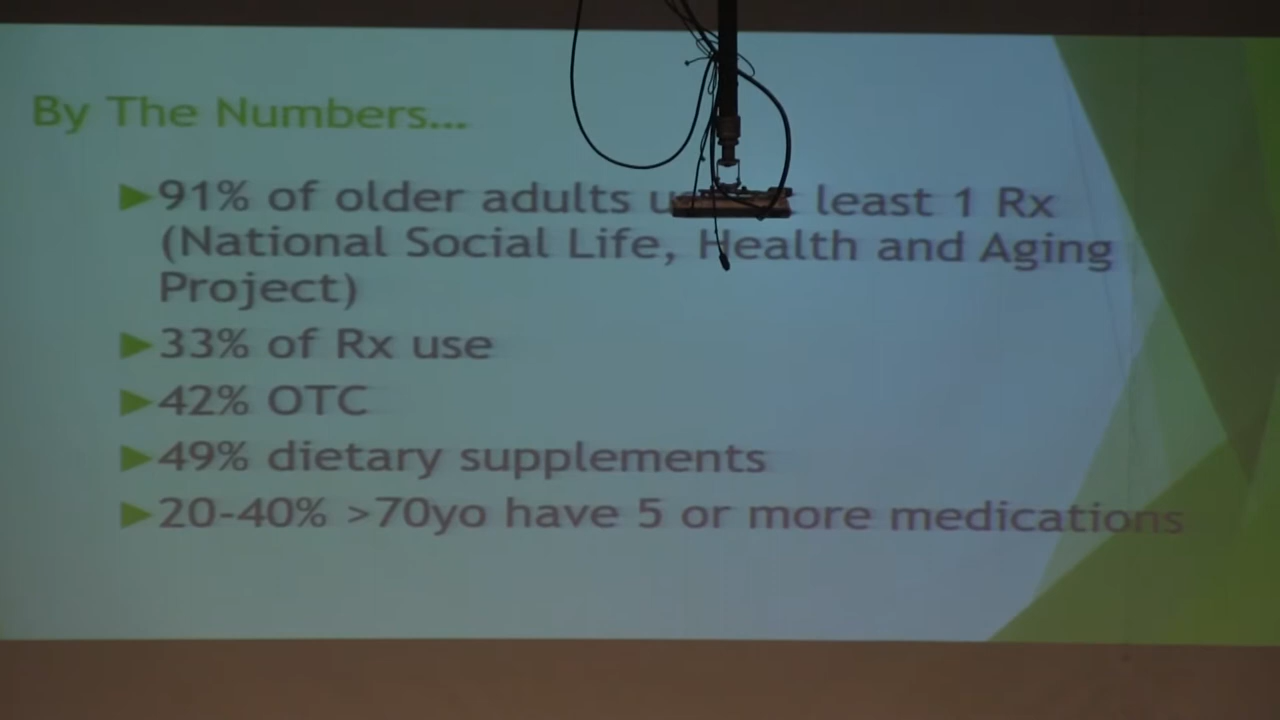 By The Numbers...
►91% of older adults least 1 Rx
(National Social Life, Health and Aging
Project)
►33% of Rx use
►42% OTC
►49% dietary supplements
►20-40% >70yo have 5 or more medications